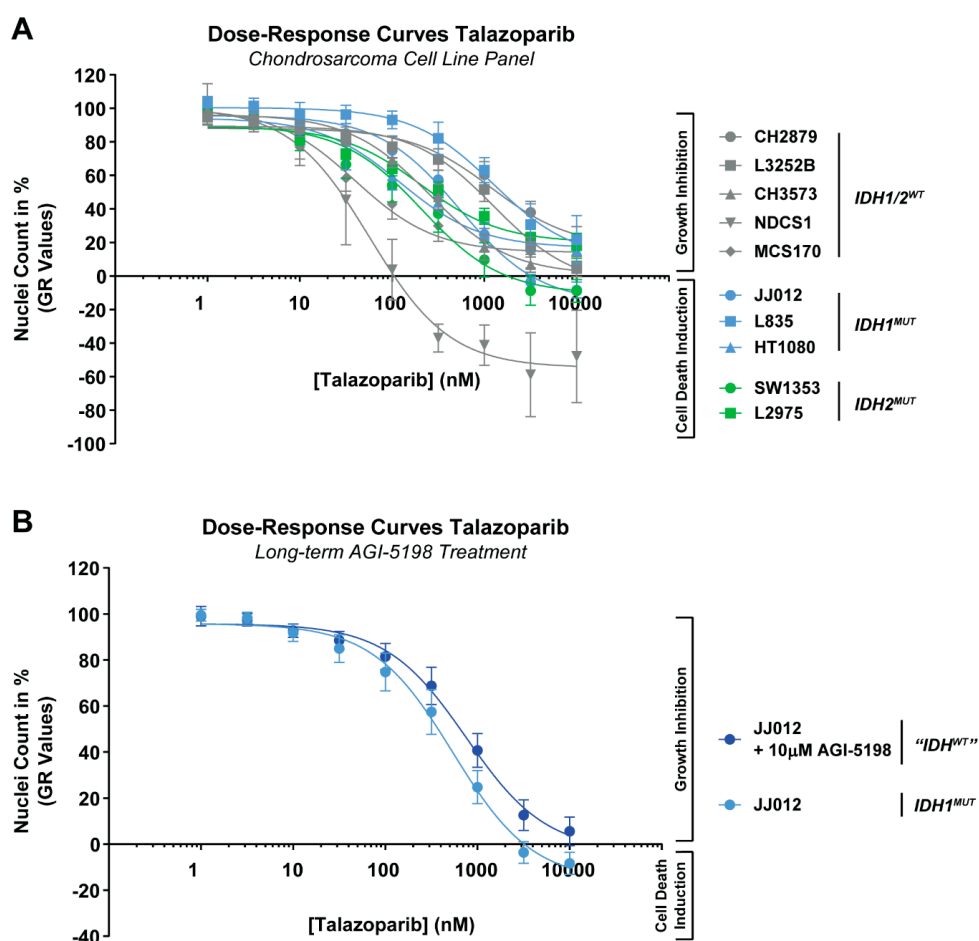 A
Dose-Response Curves Talazoparib
Chondrosarcoma Cell Line Panel
Nuclei Count in %
(GR Values)
120
100
80
60
40
20
0
-20
-40
-60
-80
-100
1
10
100
1000
10000
[Talazoparib] (nM)
Growth Inhibition
Cell Death Induction
CH2879
L3252B
CH3573
NDCS1
MCS170
IDH1/2WT
JJ012
L835
HT1080
IDH1MUT
SW1353
L2975
IDH2MUT
B
Dose-Response Curves Talazoparib
Long-term AGI-5198 Treatment
Nuclei Count in %
(GR Values)
120
100
80
60
40
20
0
-20
-40
1
10
100
1000
10000
[Talazoparib] (nM)
Growth Inhibition
Cell Death
Induction
JJ012
+ 10µM AGI-5198
“IDHWT”
JJ012
IDH1MUT